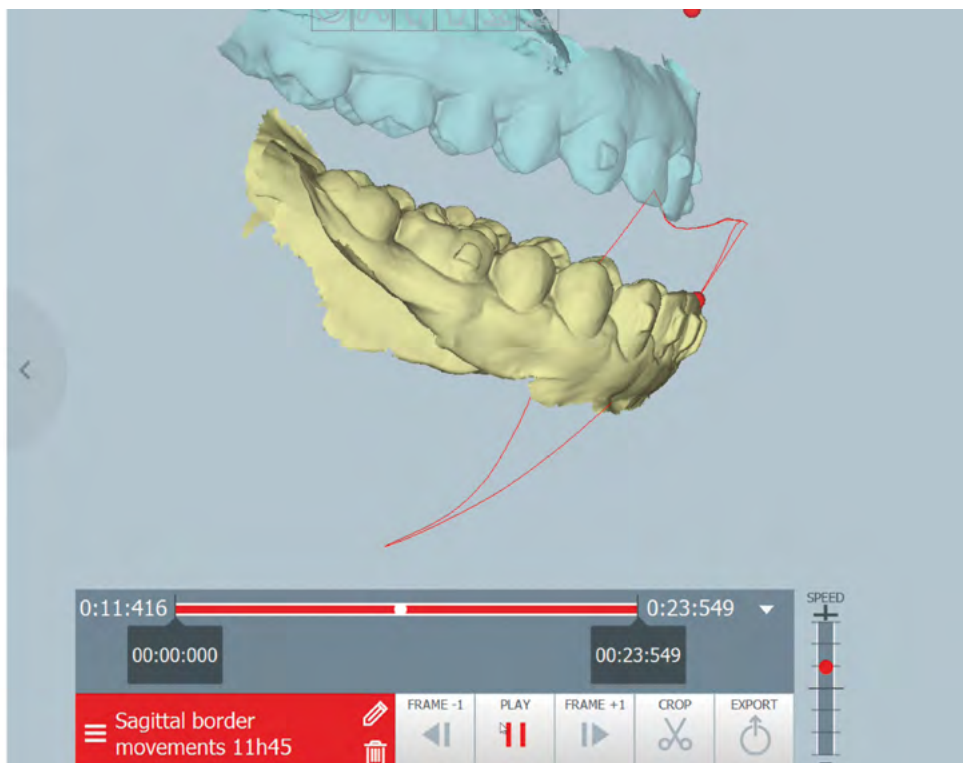 0:11:416
0:23:549
SPEED
00:00:000
00:23:549
Sagittal border
movements 11h45
FRAME -1
PLAY
FRAME +1
CROP
EXPORT